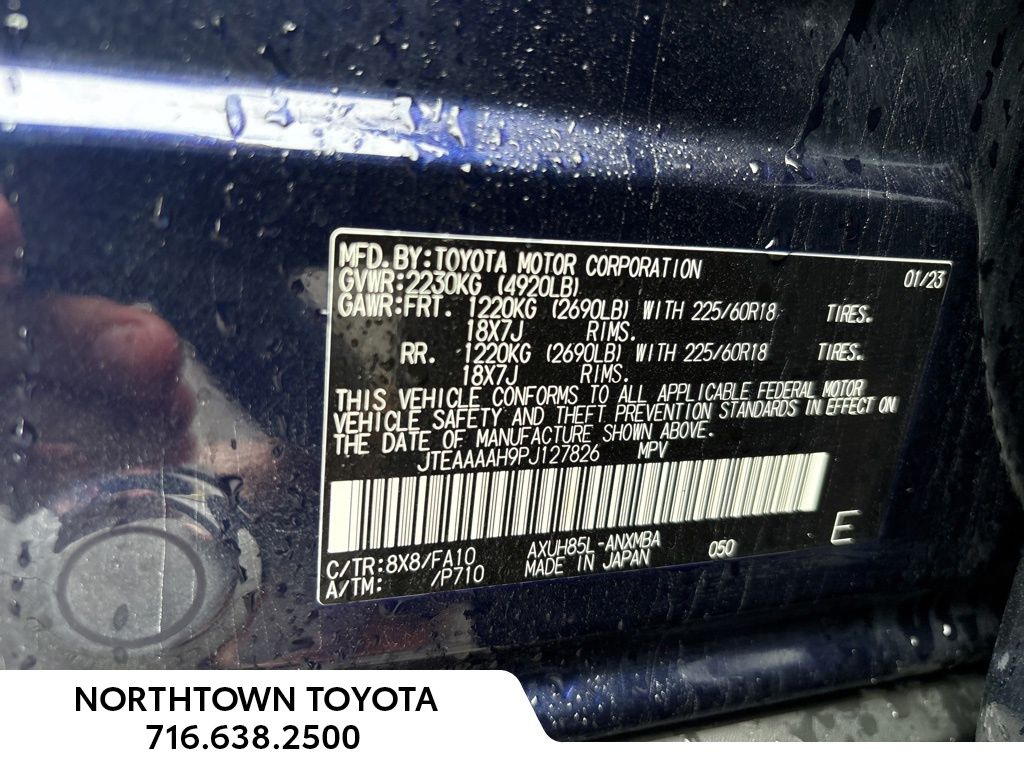 MFD. BY: TOYOTA MOTOR CORPORATION 01/23
GVWR: 2230KG (4920LB)
GAWR: FRT. 1220KG (2690LB) WITH 225/60R18 TIRES.
18X7J RIMS.
RR. 1220KG (2690LB) WITH 225/60R18 TIRES.
18X7J RIMS.
THIS VEHICLE CONFORMS TO ALL APPLICABLE FEDERAL MOTOR
VEHICLE SAFETY AND THEFT PREVENTION STANDARDS IN EFFECT ON
THE DATE OF MANUFACTURE SHOWN ABOVE.
JTEAAAAH9PJ127826 MPV
C/TR: 8X8/FA10 AXUH85L-ANXMBA 050 E
A/TM: /P710 MADE IN JAPAN
NORTHTOWN TOYOTA
716.638.2500